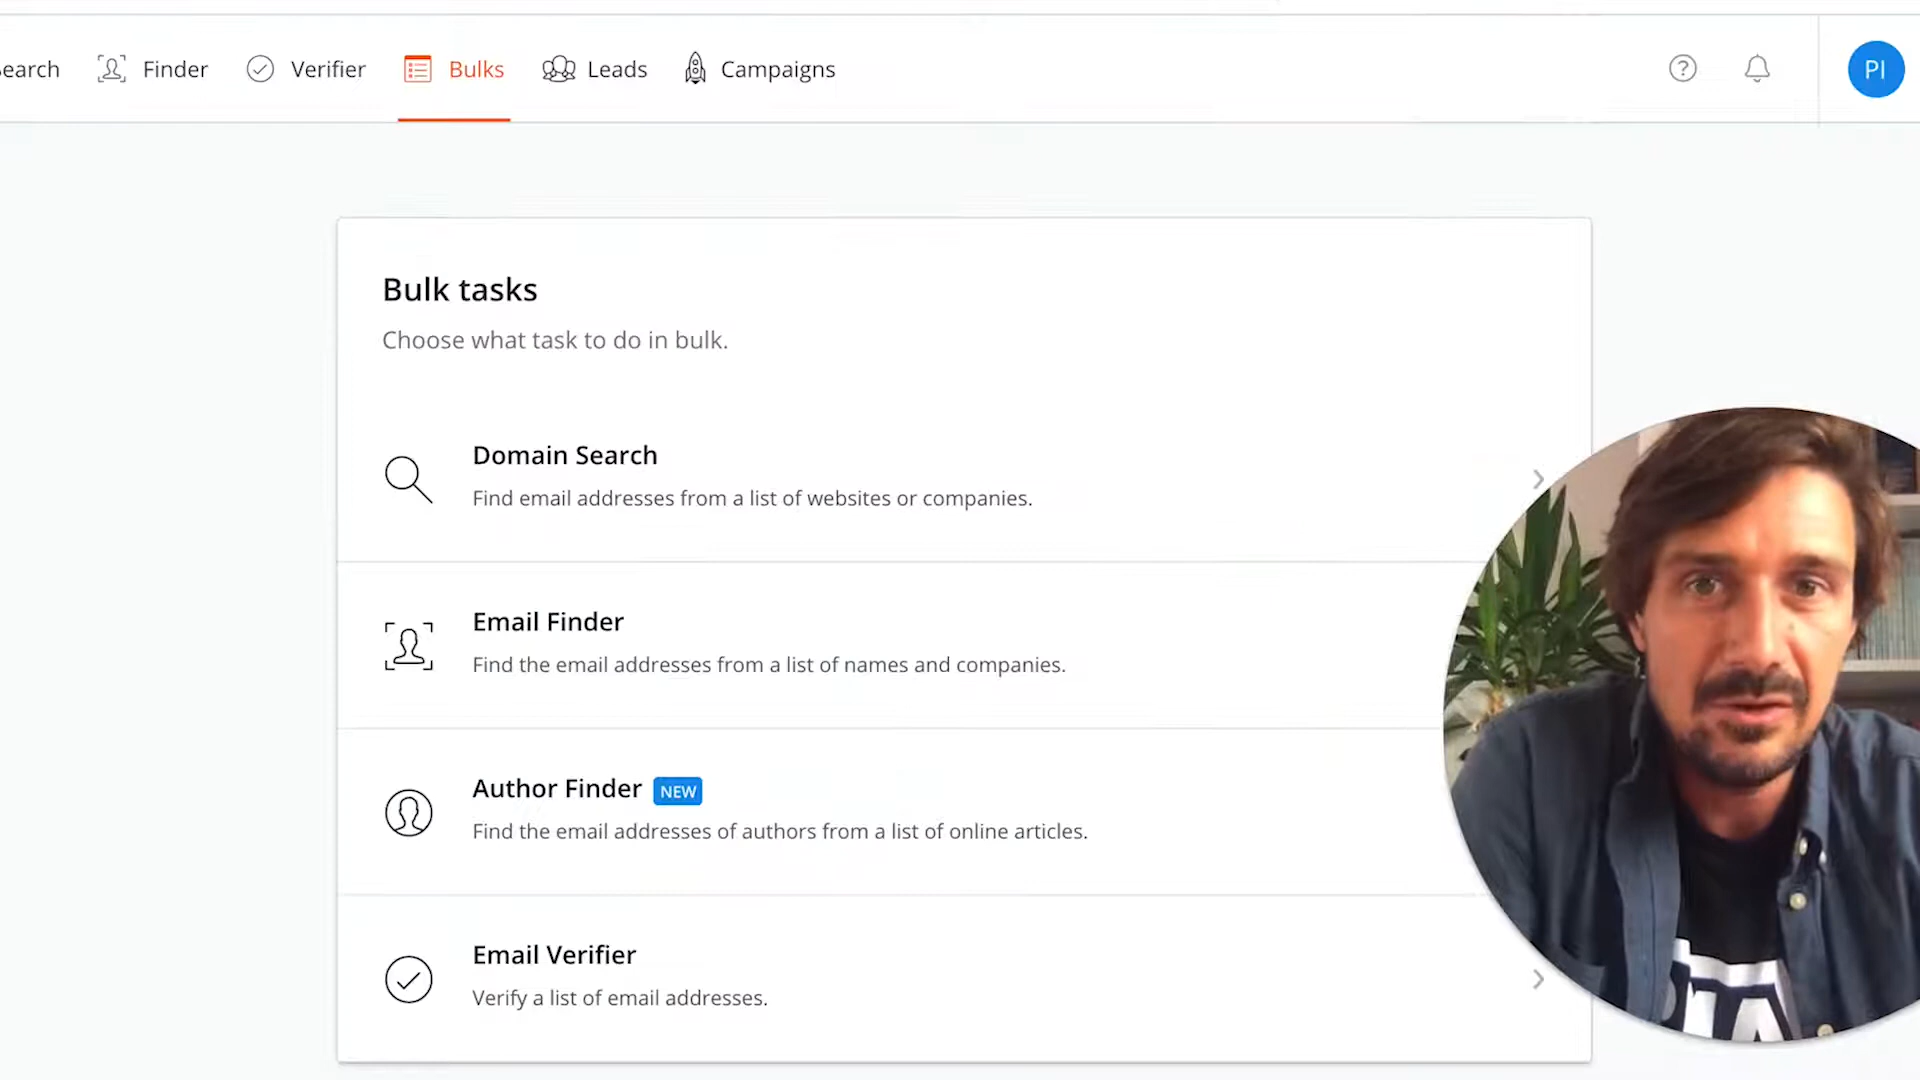 earch
Finder
Verifier
Bulks
Leads
Campaigns
?
PI
Bulk tasks
Choose what task to do in bulk.
Domain Search
Find email addresses from a list of websites or companies.
Email Finder
Find the email addresses from a list of names and companies.
Author Finder NEW
Find the email addresses of authors from a list of online articles.
Email Verifier
Verify a list of email addresses.